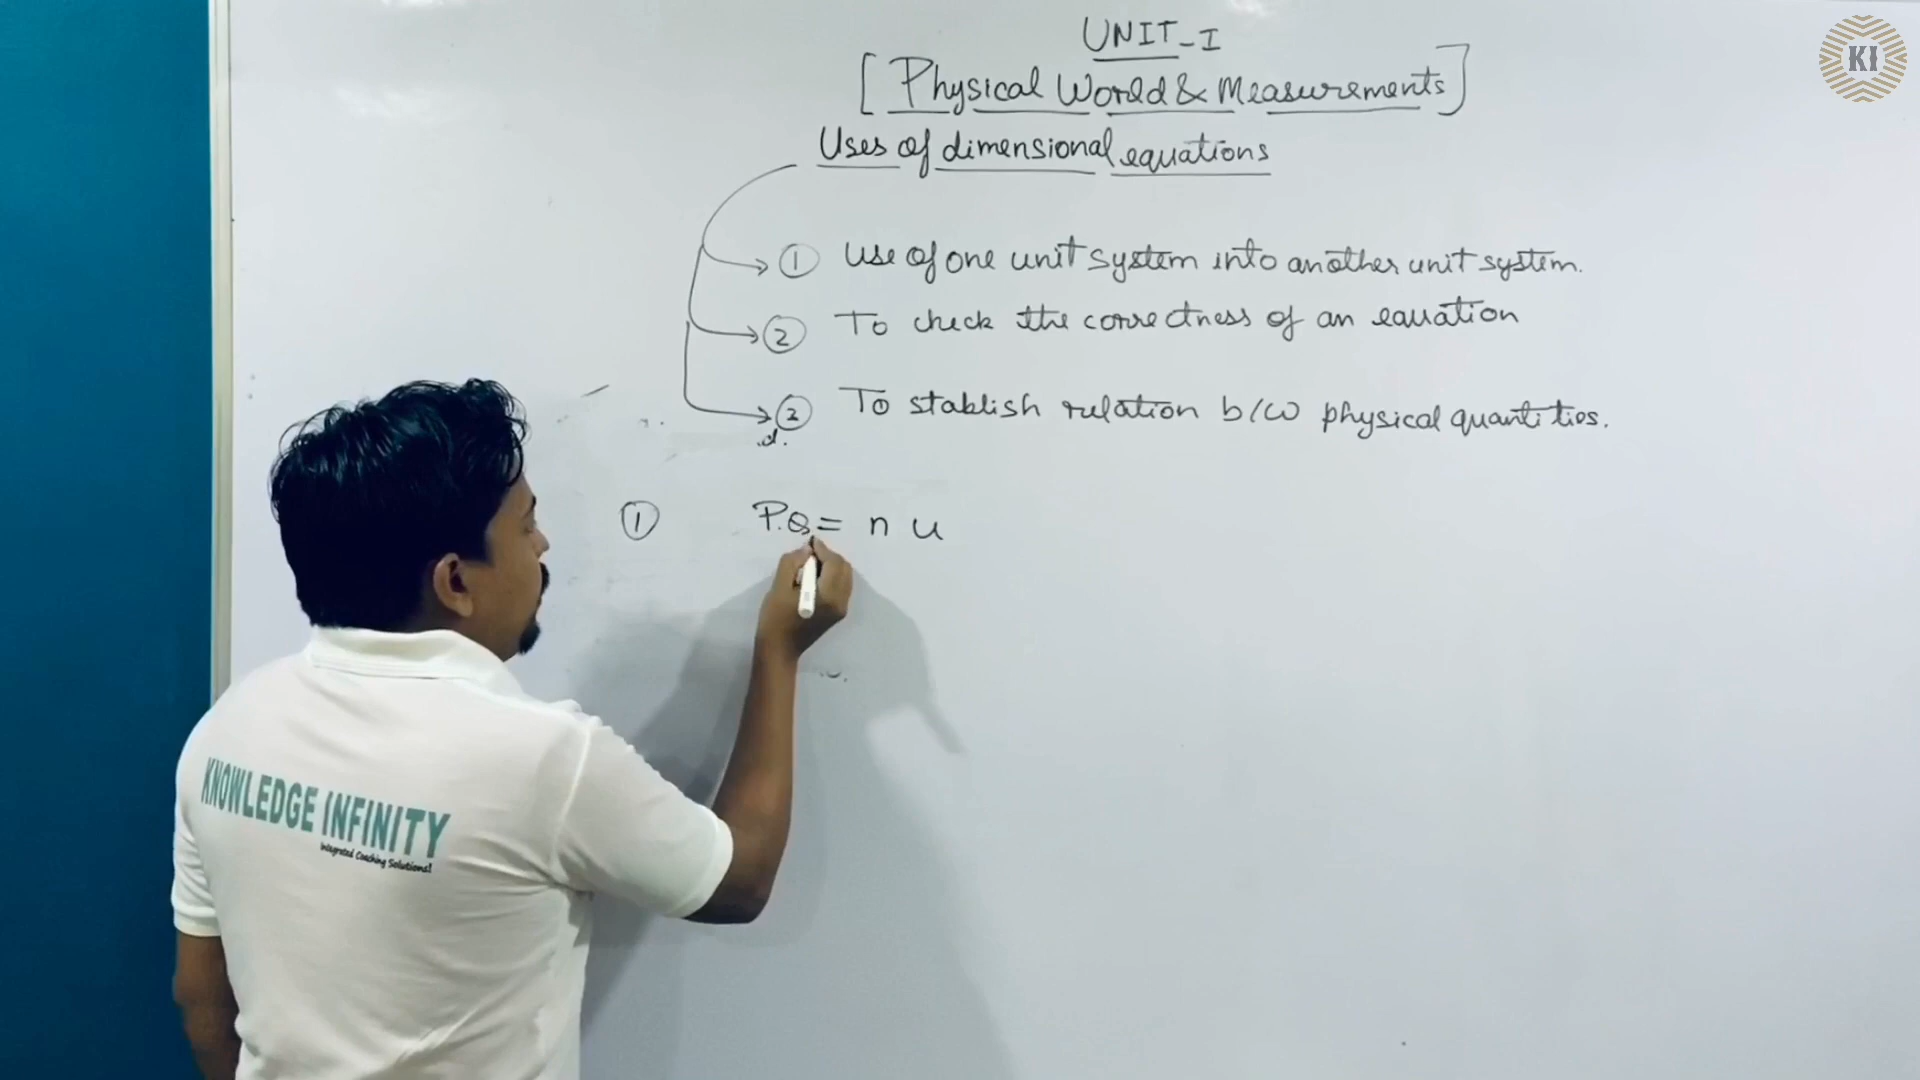 UNIT-I
[Physical World & Measurements]
Uses of dimensional equations
① Use of one unit system into another unit system.
② To check the correctness of an eauation
③ To stablish relation b/w physical quantities.
① P.Q = n u
KNOWLEDGE INFINITY
Integrated Coaching Solutions!
KI